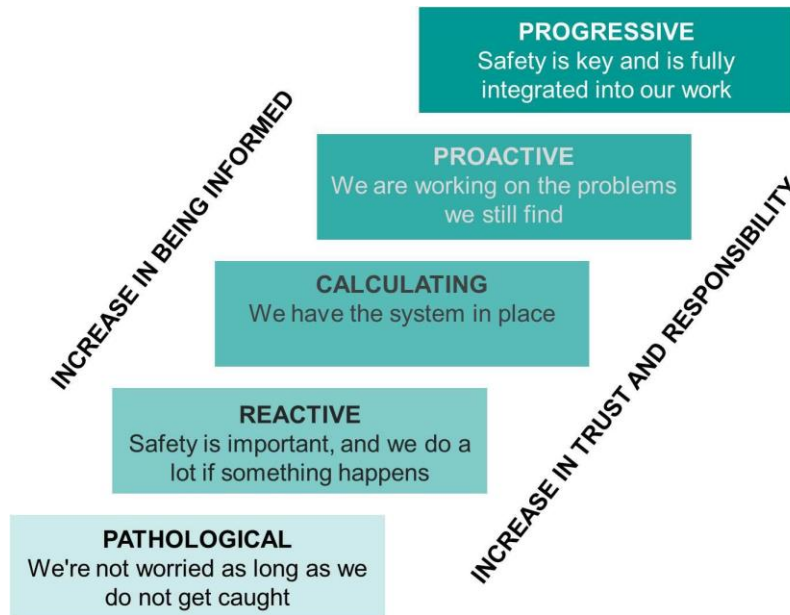 PROGRESSIVE
Safety is key and is fully
integrated into our work
PROACTIVE
We are working on the problems
we still find
CALCULATING
We have the system in place
REACTIVE
Safety is important, and we do a
lot if something happens
PATHOLOGICAL
We're not worried as long as we
do not get caught
INCREASE IN BEING INFORMED
INCREASE IN TRUST AND RESPONSIBILITY